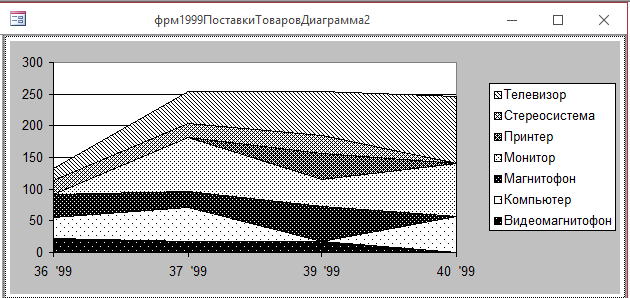 фрм1999ПоставкиТоваровДиаграмма2
300
250
200
150
100
50
0
36 '99
37 '99
39 '99
40 '99
Телевизор
Стереосистема
Принтер
Монитор
Магнитофон
Компьютер
Видеомагнитофон